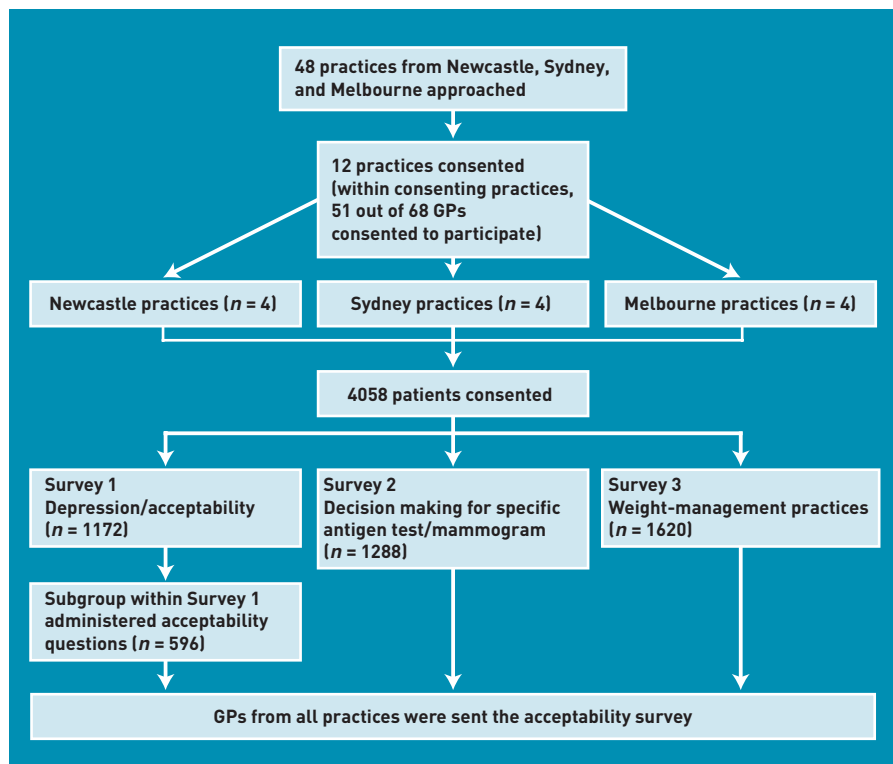 48 practices from Newcastle, Sydney,
and Melbourne approached
12 practices consented
(within consenting practices,
51 out of 68 GPs
consented to participate)
Newcastle practices (n = 4)
Sydney practices (n = 4)
Melbourne practices (n = 4)
4058 patients consented
Survey 1
Depression/acceptability
(n = 1172)
Survey 2
Decision making for specific
antigen test/mammogram
(n = 1288)
Survey 3
Weight-management practices
(n = 1620)
Subgroup within Survey 1
administered acceptability
questions (n = 596)
GPs from all practices were sent the acceptability survey